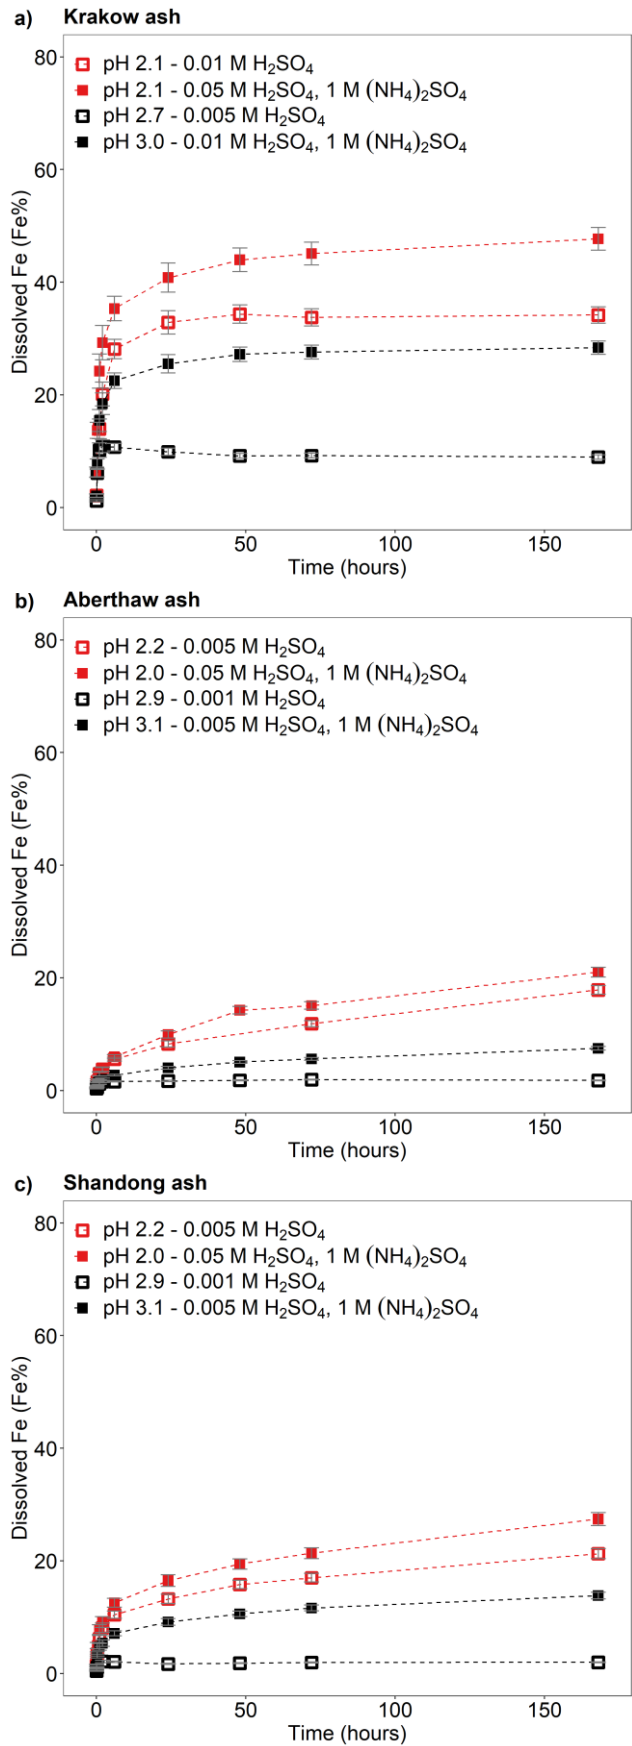 a) Krakow ash
80
60
40
20
0
Dissolved Fe (Fe%)
pH 2.1 - 0.01 M H₂SO₄
pH 2.1 - 0.05 M H₂SO₄, 1 M (NH₄)₂SO₄
pH 2.7 - 0.005 M H₂SO₄
pH 3.0 - 0.01 M H₂SO₄, 1 M (NH₄)₂SO₄
0 50 100 150
Time (hours)
b) Aberthaw ash
80
60
40
20
0
Dissolved Fe (Fe%)
pH 2.2 - 0.005 M H₂SO₄
pH 2.0 - 0.05 M H₂SO₄, 1 M (NH₄)₂SO₄
pH 2.9 - 0.001 M H₂SO₄
pH 3.1 - 0.005 M H₂SO₄, 1 M (NH₄)₂SO₄
0 50 100 150
Time (hours)
c) Shandong ash
80
60
40
20
0
Dissolved Fe (Fe%)
pH 2.2 - 0.005 M H₂SO₄
pH 2.0 - 0.05 M H₂SO₄, 1 M (NH₄)₂SO₄
pH 2.9 - 0.001 M H₂SO₄
pH 3.1 - 0.005 M H₂SO₄, 1 M (NH₄)₂SO₄
0 50 100 150
Time (hours)